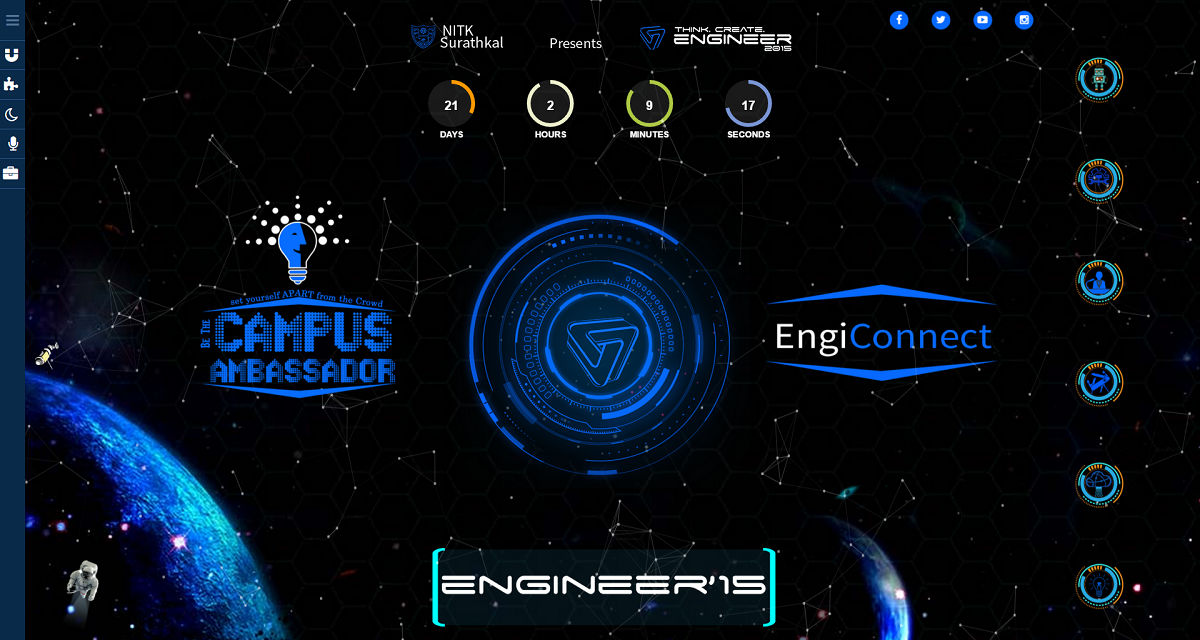 NITK
Surathkal
Presents
THINK. CREATE.
ENGINEER
2015
21
DAYS
2
HOURS
9
MINUTES
17
SECONDS
set yourself APART from the Crowd
BE THE
CAMPUS
AMBASSADOR
EngiConnect
ENGINEER'15